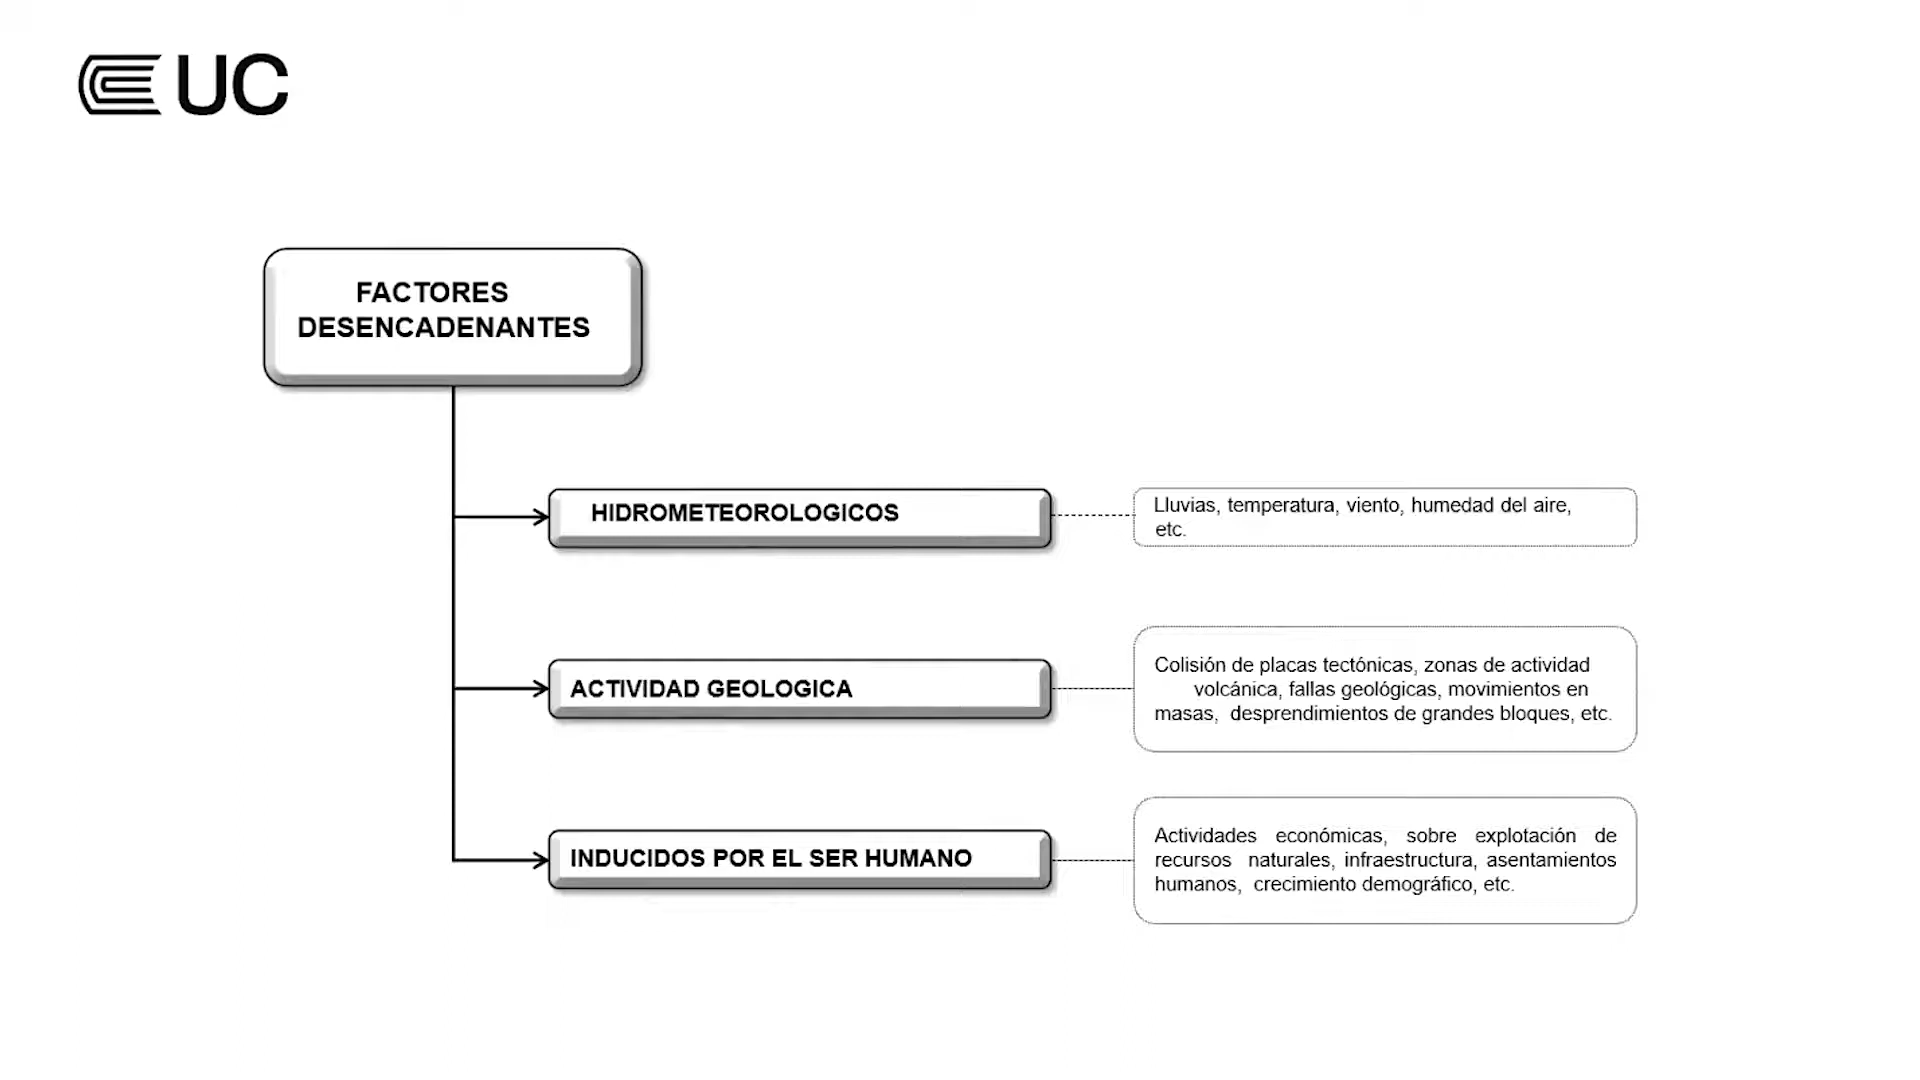 UC
FACTORES
DESENCADENANTES
HIDROMETEOROLOGICOS
Lluvias, temperatura, viento, humedad del aire,
etc.
ACTIVIDAD GEOLOGICA
Colisión de placas tectónicas, zonas de actividad
volcánica, fallas geológicas, movimientos en
masas, desprendimientos de grandes bloques, etc.
INDUCIDOS POR EL SER HUMANO
Actividades económicas, sobre explotación de
recursos naturales, infraestructura, asentamientos
humanos, crecimiento demográfico, etc.